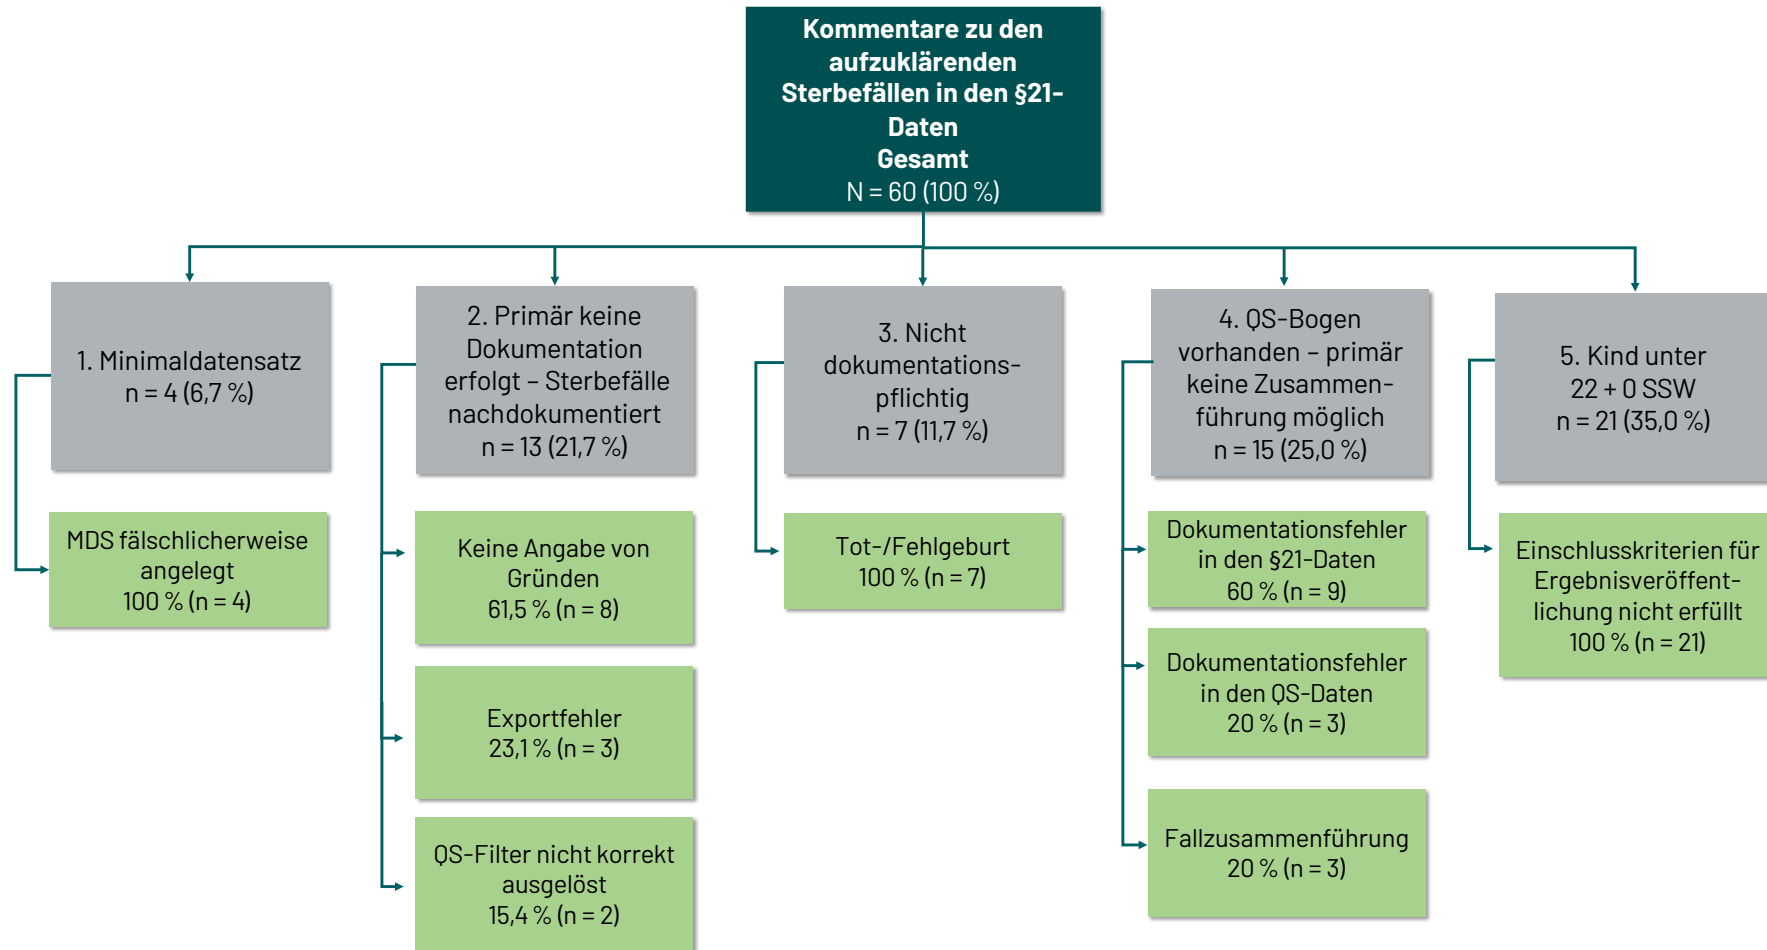 Kommentare zu den
aufzuklärenden
Sterbefällen in den §21-
Daten
Gesamt
N = 60 (100 %)
1. Minimaldatensatz
n = 4 (6,7 %)
MDS fälschlicherweise
angelegt
100 % (n = 4)
2. Primär keine
Dokumentation
erfolgt – Sterbefälle
nachdokumentiert
n = 13 (21,7 %)
Keine Angabe von
Gründen
61,5 % (n = 8)
Exportfehler
23,1 % (n = 3)
QS-Filter nicht korrekt
ausgelöst
15,4 % (n = 2)
3. Nicht
dokumentations-
pflichtig
n = 7 (11,7 %)
Tot-/Fehlgeburt
100 % (n = 7)
4. QS-Bogen
vorhanden – primär
keine Zusammen-
führung möglich
n = 15 (25,0 %)
Dokumentationsfehler
in den §21-Daten
60 % (n = 9)
Dokumentationsfehler
in den QS-Daten
20 % (n = 3)
Fallzusammenführung
20 % (n = 3)
5. Kind unter
22 + 0 SSW
n = 21 (35,0 %)
Einschlusskriterien für
Ergebnisveröffent-
lichung nicht erfüllt
100 % (n = 21)